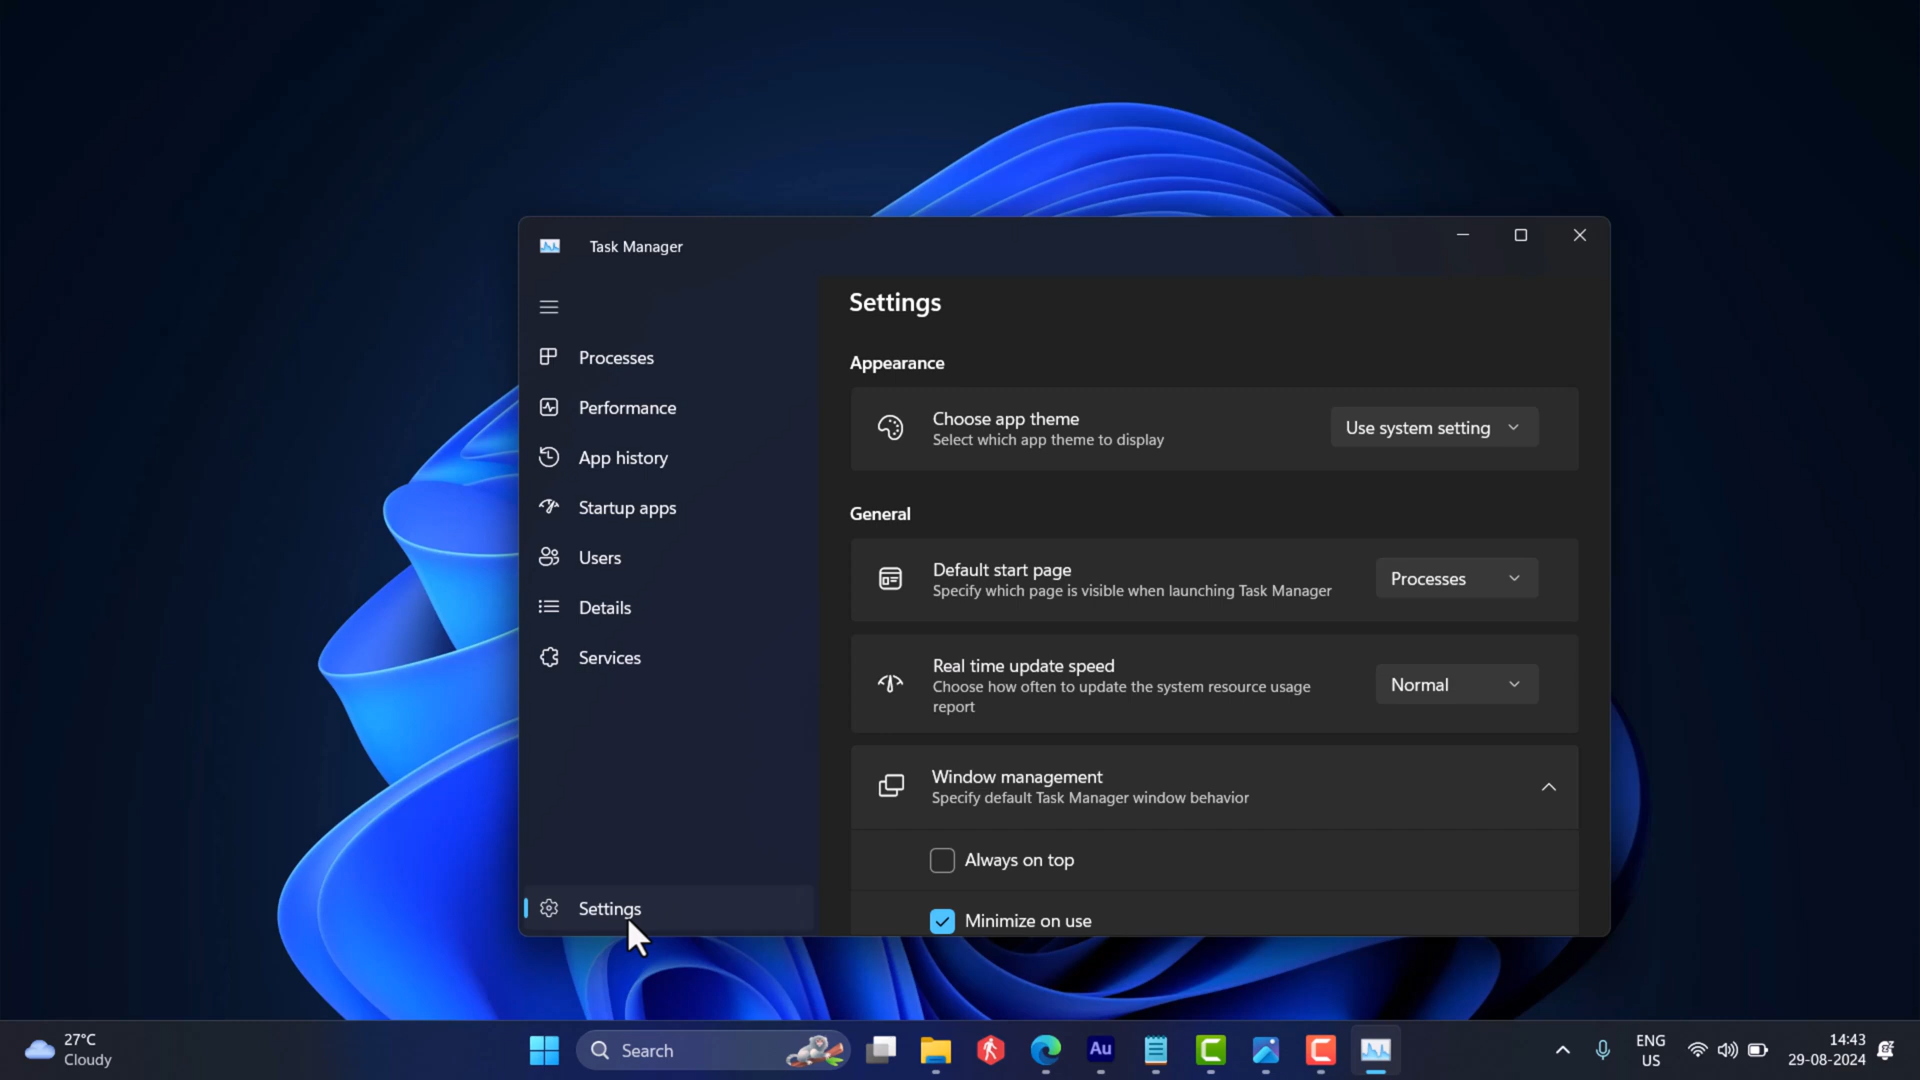 Task Manager
Settings
Appearance
Choose app theme
Select which app theme to display
Use system setting
General
Default start page
Specify which page is visible when launching Task Manager
Processes
Real time update speed
Choose how often to update the system resource usage
report
Normal
Window management
Specify default Task Manager window behavior
Always on top
Minimize on use
Processes
Performance
App history
Startup apps
Users
Details
Services
Settings
27°C
Cloudy
Search
Au
ENG
US
14:43
29-08-2024